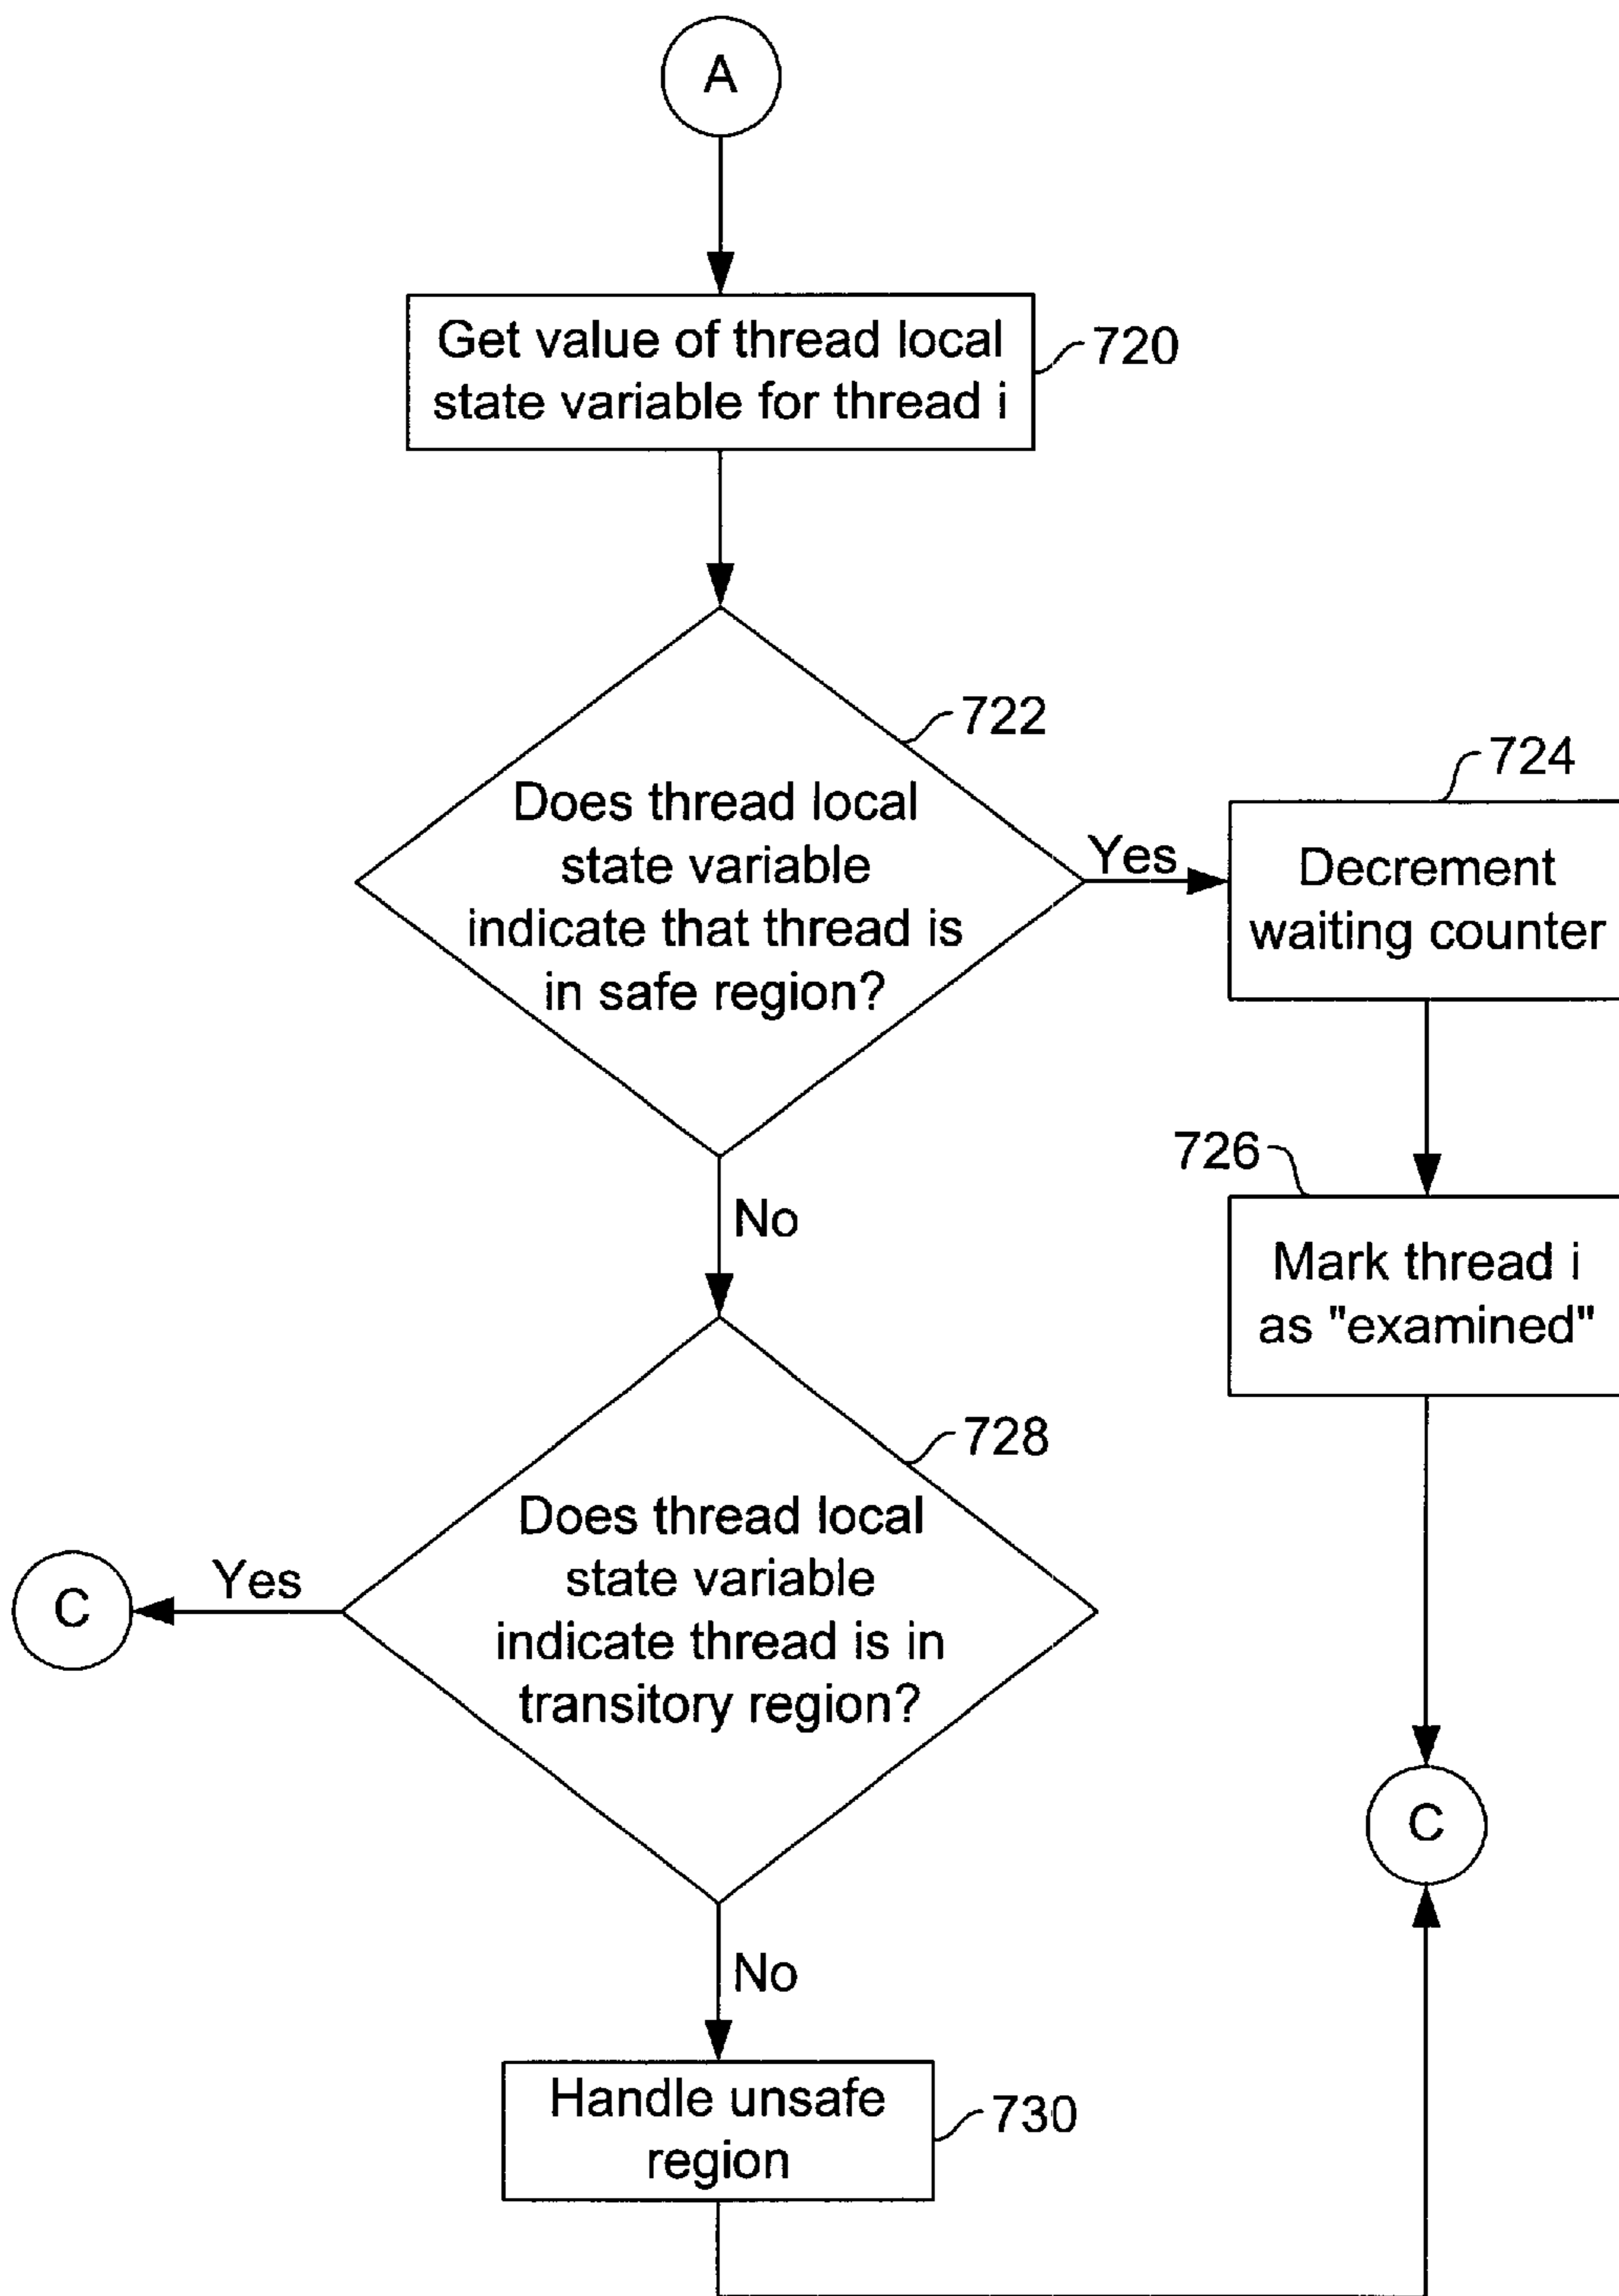 A
Get value of thread local
state variable for thread i
720
722
Does thread local
state variable
indicate that thread is
in safe region?
Yes
724
Decrement
waiting counter
No
726
Mark thread i
as "examined"
728
Does thread local
state variable
indicate thread is in
transitory region?
Yes
C
C
No
Handle unsafe
region
730